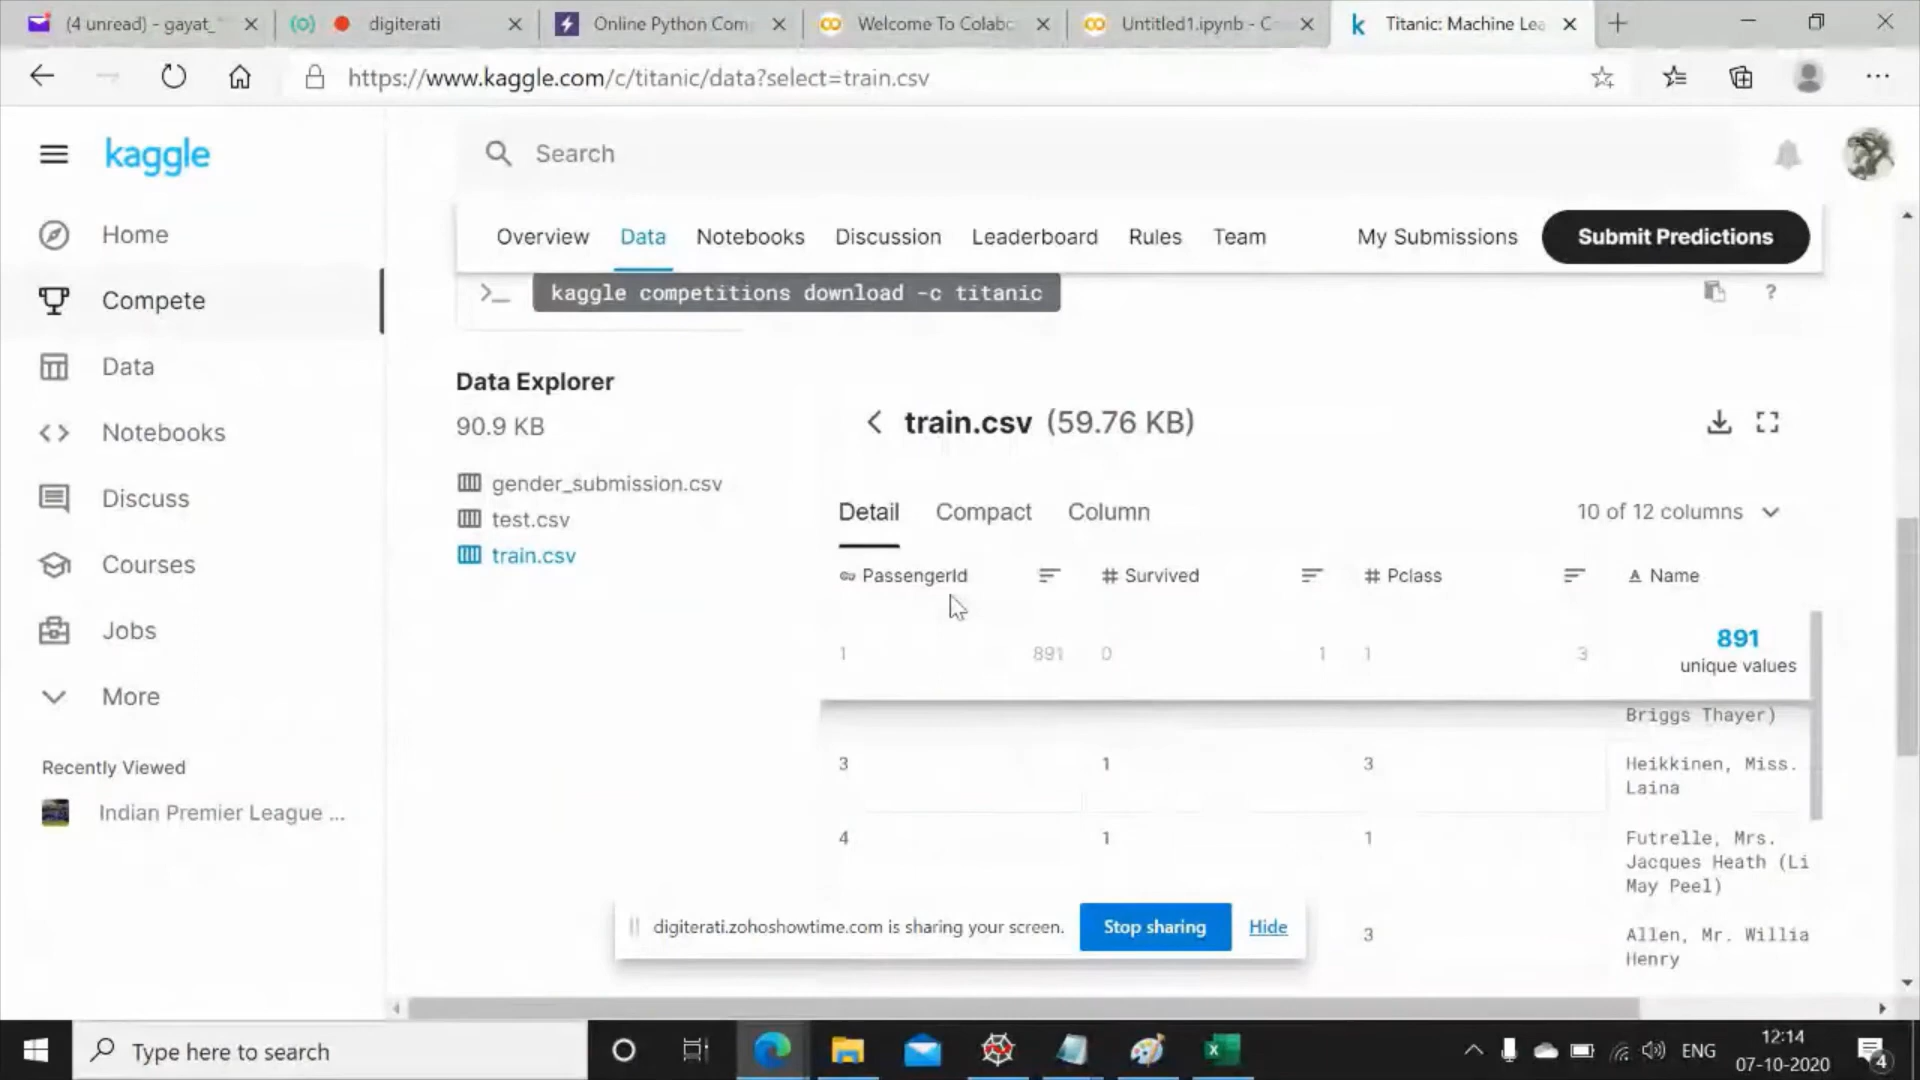 (4 unread) - gayat_
digiterati
Online Python Com
Welcome To Colabo
Untitled1.ipynb - C
Titanic: Machine Lea
https://www.kaggle.com/c/titanic/data?select=train.csv
kaggle
Search
Overview Data Notebooks Discussion Leaderboard Rules Team My Submissions Submit Predictions
>_ kaggle competitions download -c titanic ?
Home
Compete
Data
Notebooks
Discuss
Courses
Jobs
More
Recently Viewed
Indian Premier League ...
Data Explorer
90.9 KB
gender_submission.csv
test.csv
train.csv
train.csv (59.76 KB)
Detail Compact Column 10 of 12 columns
PassengerId # Survived # Pclass A Name
1 891 0 1 1 3 891
unique values
Briggs Thayer)
3 1 3 Heikkinen, Miss.
Laina
4 1 1 Futrelle, Mrs.
Jacques Heath (Li
May Peel)
3 Allen, Mr. Willia
Henry
digiterati.zohoshowtime.com is sharing your screen. Stop sharing Hide
Type here to search
ENG
12:14
07-10-2020
4